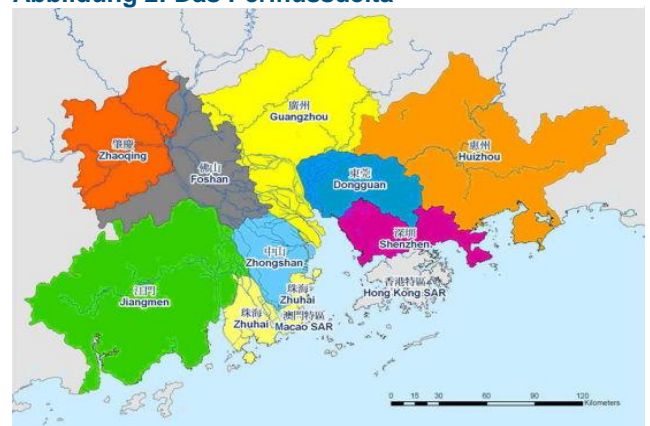 Abbildung 2: Das Perlflussdelta
廣州
Guangzhou
肇慶
Zhaoqing
惠州
Huizhou
佛山
Foshan
東莞
Dongguan
深圳
Shenzhen
中山
Zhongshan
香港特區
Hong Kong SAR
江門
Jiangmen
珠海
Zhuhai
珠海
Zhuhai
澳門特區
Macao SAR
0 15 30 60 90 120
Kilometers